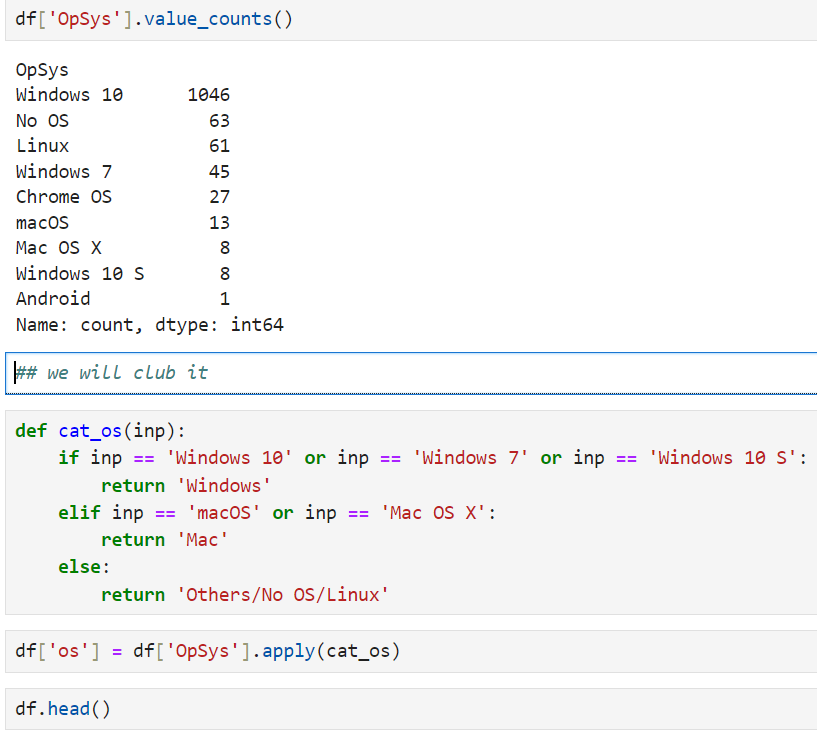 df['OpSys'].value_counts()
OpSys
Windows 10      1046
No OS             63
Linux             61
Windows 7         45
Chrome OS         27
macOS             13
Mac OS X           8
Windows 10 S       8
Android            1
Name: count, dtype: int64
## we will club it
def cat_os(inp):
    if inp == 'Windows 10' or inp == 'Windows 7' or inp == 'Windows 10 S':
        return 'Windows'
    elif inp == 'macOS' or inp == 'Mac OS X':
        return 'Mac'
    else:
        return 'Others/No OS/Linux'
df['os'] = df['OpSys'].apply(cat_os)
df.head()